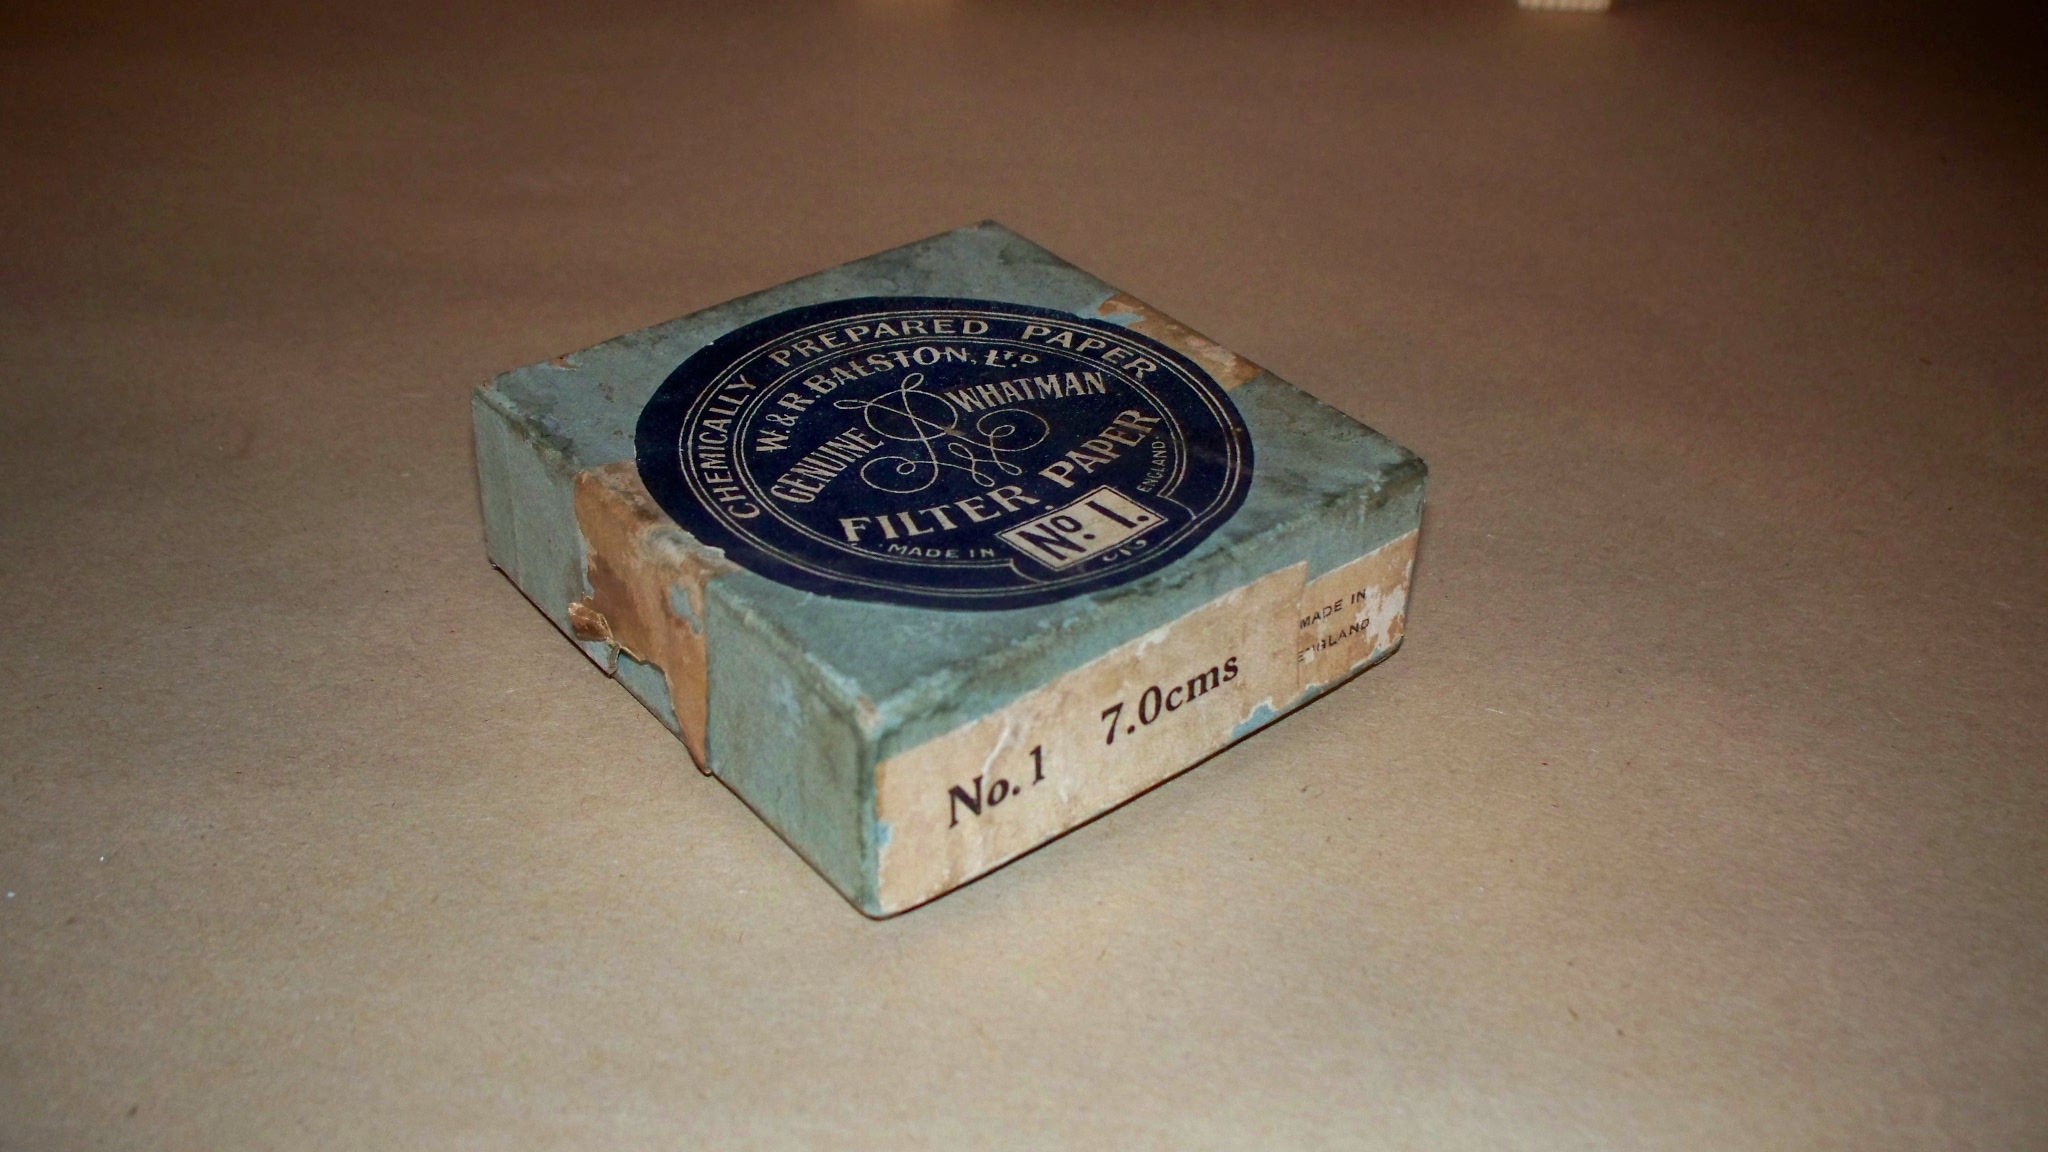 CHEMICALLY PREPARED PAPER
W. & R. BALSTON, LTD.
GENUINE WHATMAN
FILTER PAPER
MADE IN ENGLAND.
No. 1.
No. 1 7.0cms
MADE IN
ENGLAND